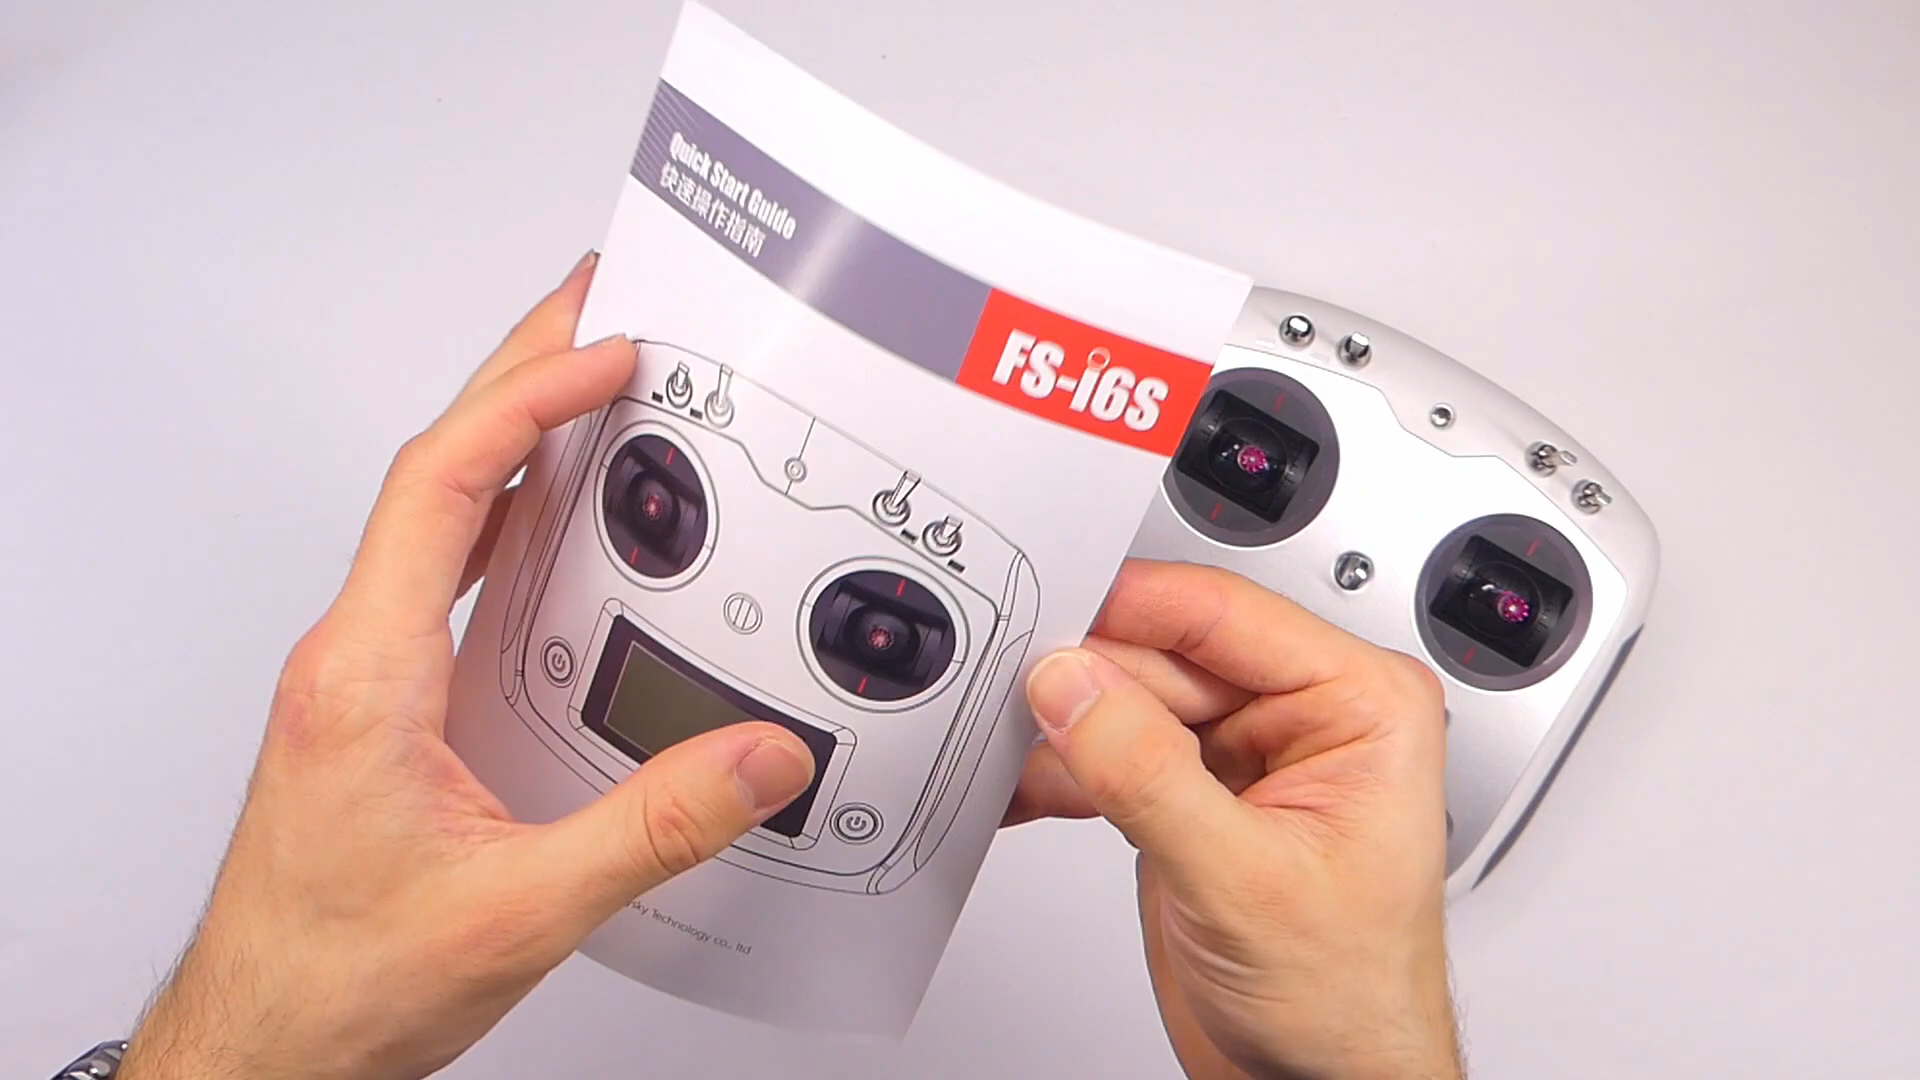 Quick Start Guide
快速操作指南
FS-i6S
Technology co., ltd